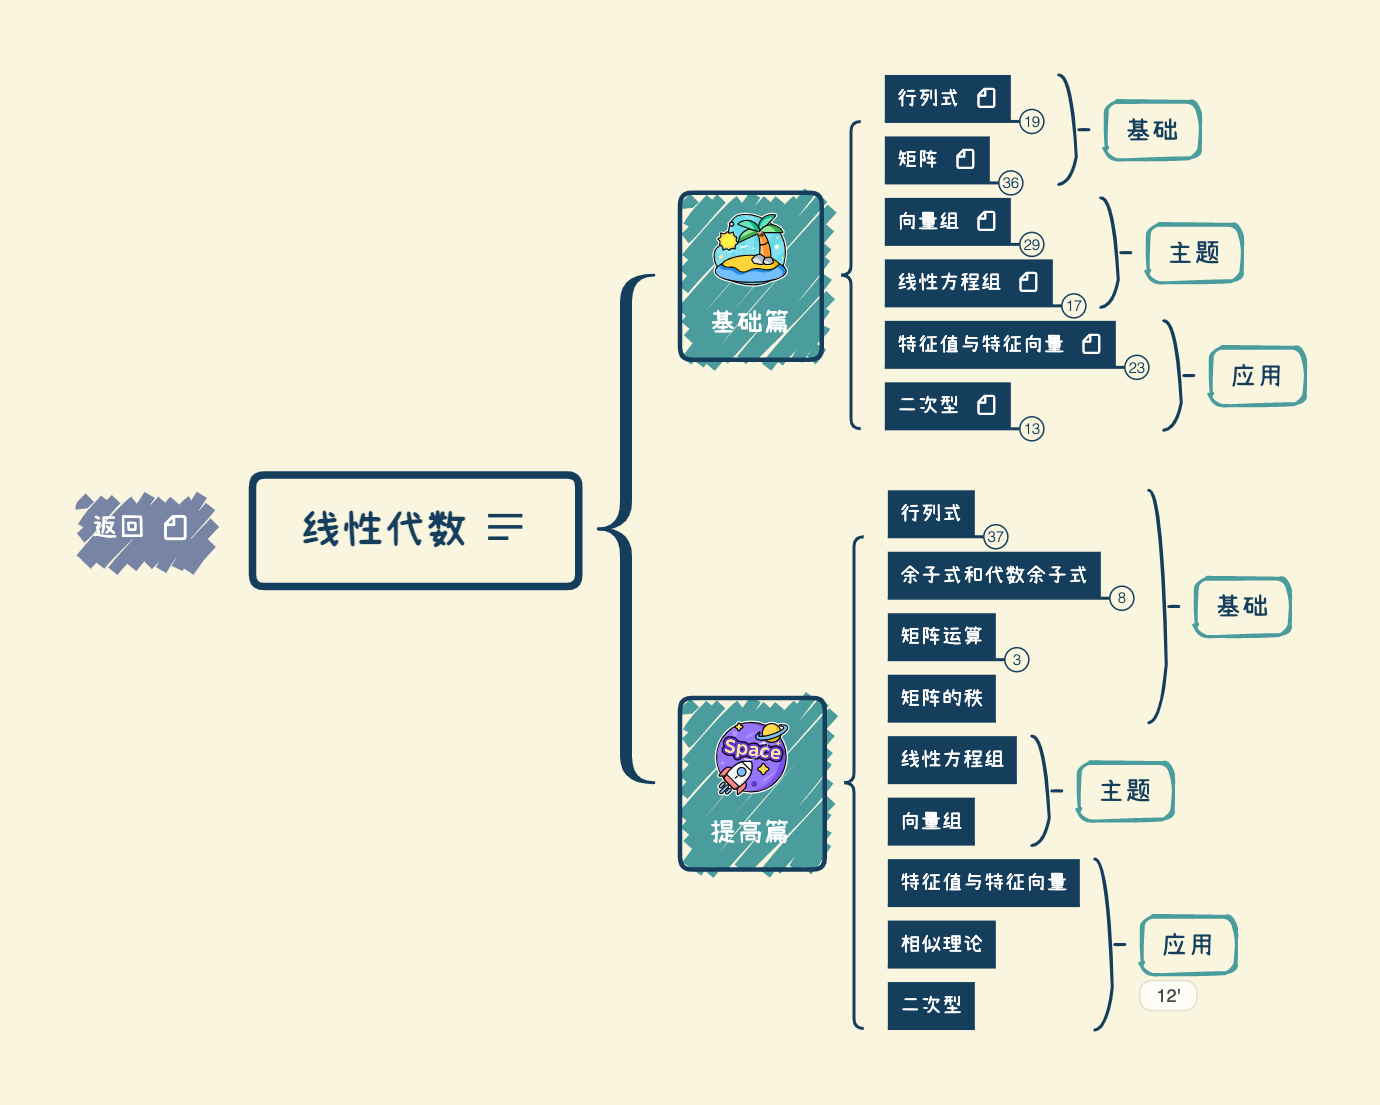 返回
线性代数
基础篇
行列式
19
矩阵
36
基础
向量组
29
线性方程组
17
主题
特征值与特征向量
23
二次型
13
应用
Space
提高篇
行列式
37
余子式和代数余子式
8
矩阵运算
3
矩阵的秩
基础
线性方程组
向量组
主题
特征值与特征向量
相似理论
二次型
应用
12'